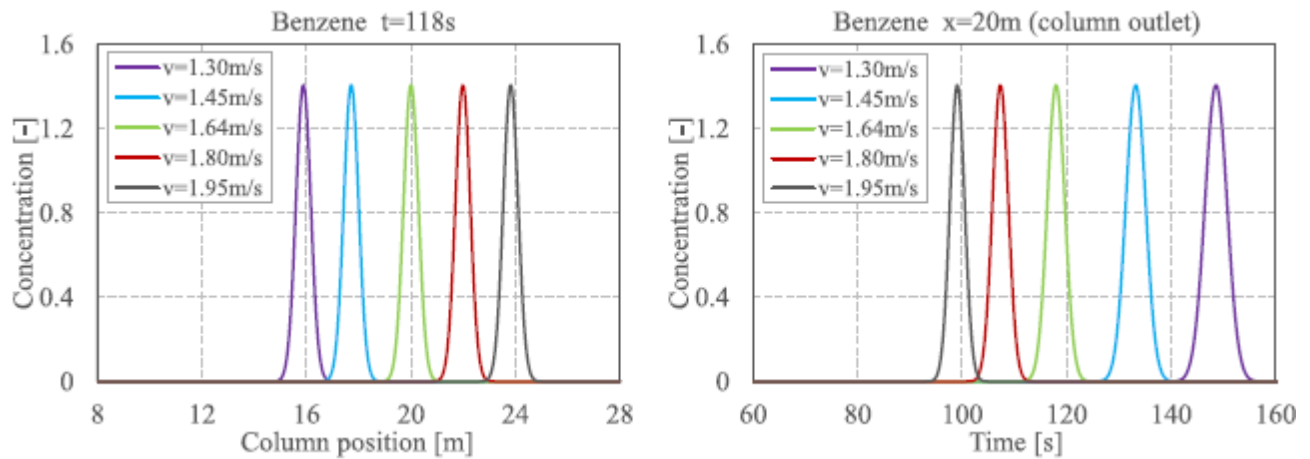 Benzene t=118s
1.6
1.2
0.8
0.4
0
Concentration [-]
v=1.30m/s
v=1.45m/s
v=1.64m/s
v=1.80m/s
v=1.95m/s
8 12 16 20 24 28
Column position [m]
Benzene x=20m (column outlet)
1.6
1.2
0.8
0.4
0
Concentration [-]
v=1.30m/s
v=1.45m/s
v=1.64m/s
v=1.80m/s
v=1.95m/s
60 80 100 120 140 160
Time [s]